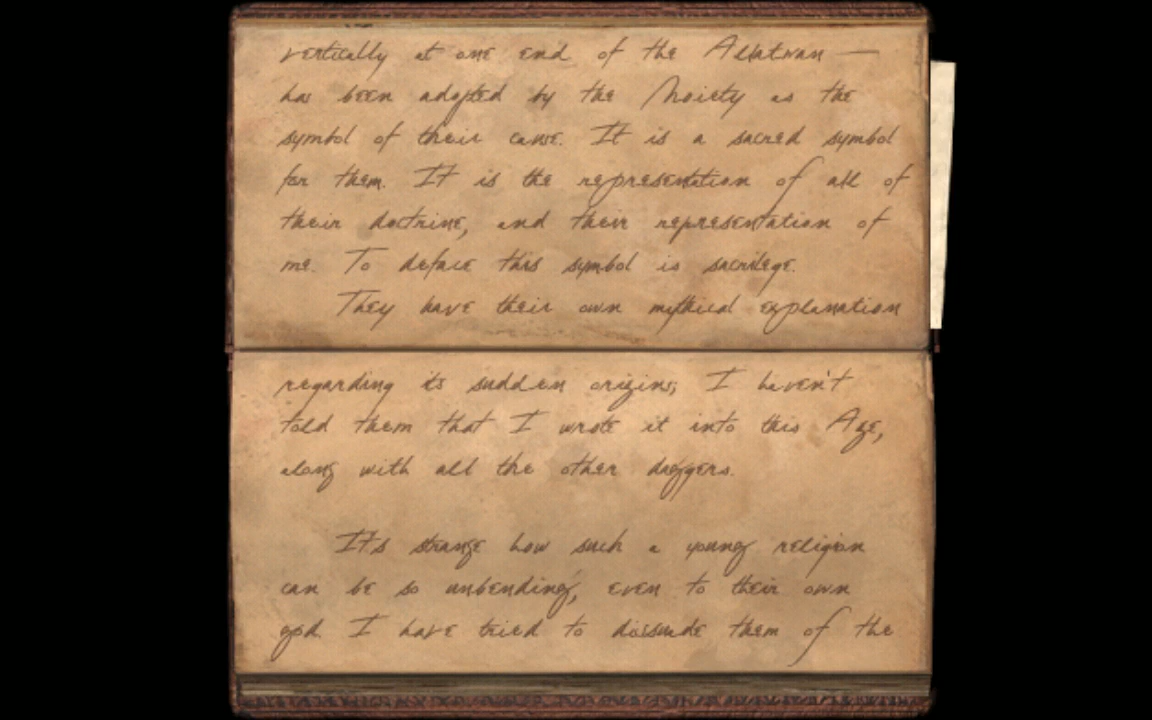 vertically at one end of the Allatwan —
has been adopted by the Moiety as the
symbol of their cause. It is a sacred symbol
for them. It is the representation of all of
their doctrine, and their representation of
me. To deface this symbol is sacrilege.
They have their own mythical explanation
regarding its sudden origins; I haven't
told them that I wrote it into this Age,
along with all the other daggers.
It's strange how such a young religion
can be so unbending, even to their own
god. I have tried to dissuade them of the